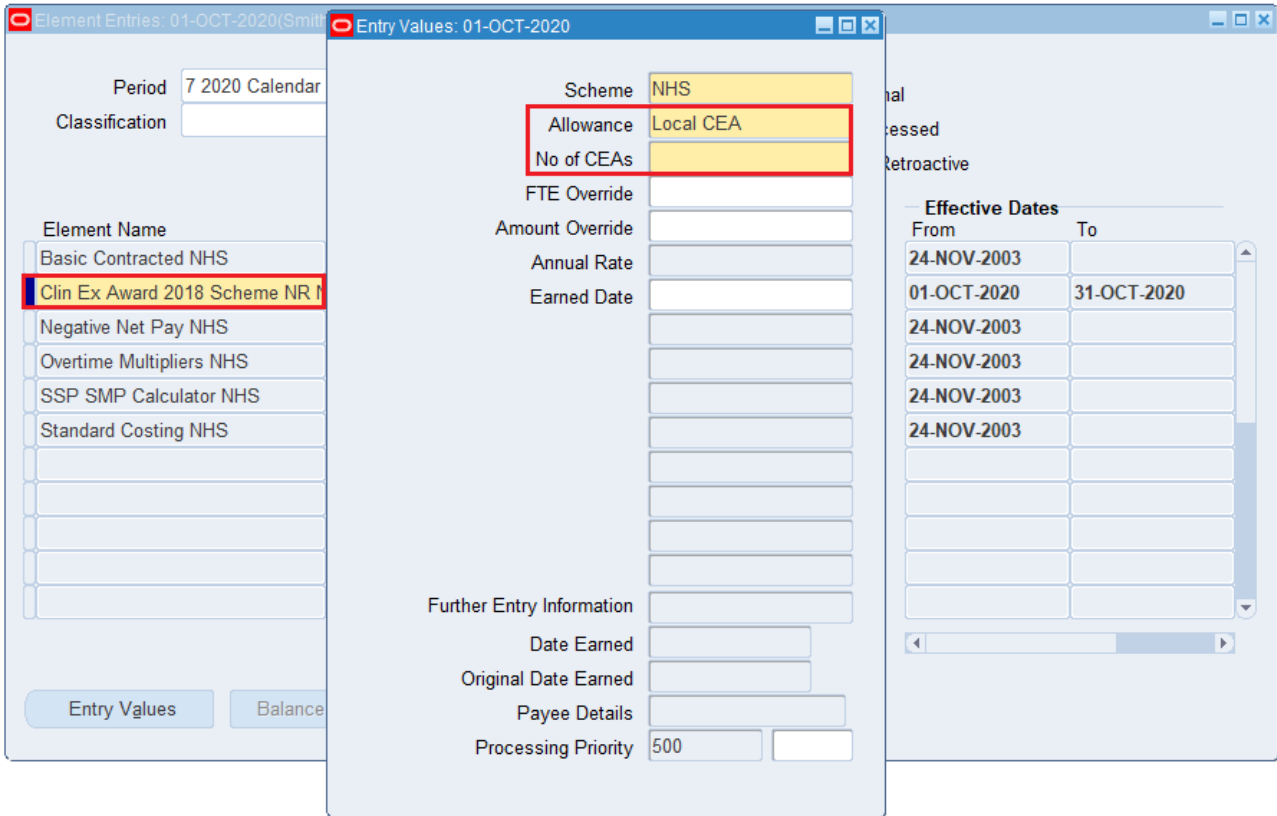 Element Entries: 01-OCT-2020(Smith
Entry Values: 01-OCT-2020
Period 7 2020 Calendar
Classification
Scheme NHS
Allowance Local CEA
No of CEAs
FTE Override
Amount Override
Annual Rate
Earned Date
nal
cessed
Retroactive
Effective Dates
Element Name
From To
Basic Contracted NHS 24-NOV-2003
Clin Ex Award 2018 Scheme NR N 01-OCT-2020 31-OCT-2020
Negative Net Pay NHS 24-NOV-2003
Overtime Multipliers NHS 24-NOV-2003
SSP SMP Calculator NHS 24-NOV-2003
Standard Costing NHS 24-NOV-2003
Further Entry Information
Date Earned
Original Date Earned
Payee Details
Processing Priority 500
Entry Values
Balance